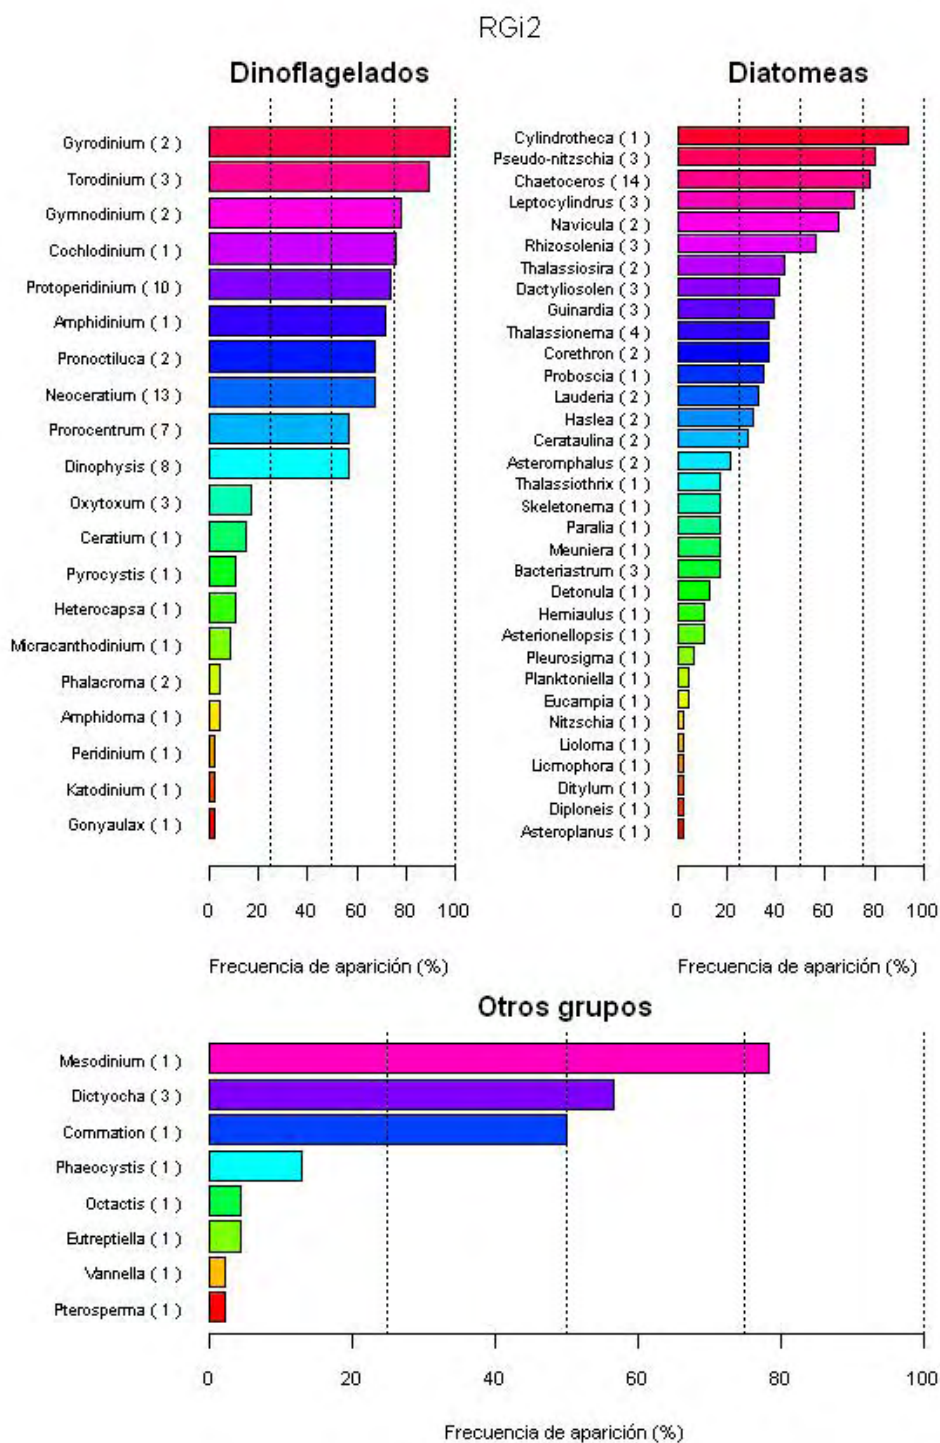 RGi2
Dinoflagelados
Gyrodinium ( 2 )
Torodinium ( 3 )
Gymnodinium ( 2 )
Cochlodinium ( 1 )
Protoperidinium ( 10 )
Amphidinium ( 1 )
Pronoctiluca ( 2 )
Neoceratium ( 13 )
Prorocentrum ( 7 )
Dinophysis ( 8 )
Oxytoxum ( 3 )
Ceratium ( 1 )
Pyrocystis ( 1 )
Heterocapsa ( 1 )
Micracanthodinium ( 1 )
Phalacroma ( 2 )
Amphidoma ( 1 )
Peridinium ( 1 )
Katodinium ( 1 )
Gonyaulax ( 1 )
0 20 40 60 80 100
Frecuencia de aparición (%)
Diatomeas
Cylindrotheca ( 1 )
Pseudo-nitzschia ( 3 )
Chaetoceros ( 14 )
Leptocylindrus ( 3 )
Navicula ( 2 )
Rhizosolenia ( 3 )
Thalassiosira ( 2 )
Dactyliosolen ( 3 )
Guinardia ( 3 )
Thalassionema ( 4 )
Corethron ( 2 )
Proboscia ( 1 )
Lauderia ( 2 )
Haslea ( 2 )
Cerataulina ( 2 )
Asteromphalus ( 2 )
Thalassiothrix ( 1 )
Skeletonema ( 1 )
Paralia ( 1 )
Meuniera ( 1 )
Bacteriastrum ( 3 )
Detonula ( 1 )
Hemiaulus ( 1 )
Asterionellopsis ( 1 )
Pleurosigma ( 1 )
Planktoniella ( 1 )
Eucampia ( 1 )
Nitzschia ( 1 )
Lioloma ( 1 )
Licmophora ( 1 )
Ditylum ( 1 )
Diploneis ( 1 )
Asteroplanus ( 1 )
0 20 40 60 80 100
Frecuencia de aparición (%)
Otros grupos
Mesodinium ( 1 )
Dictyocha ( 3 )
Commation ( 1 )
Phaeocystis ( 1 )
Octactis ( 1 )
Eutreptiella ( 1 )
Vannella ( 1 )
Pterosperma ( 1 )
0 20 40 60 80 100
Frecuencia de aparición (%)